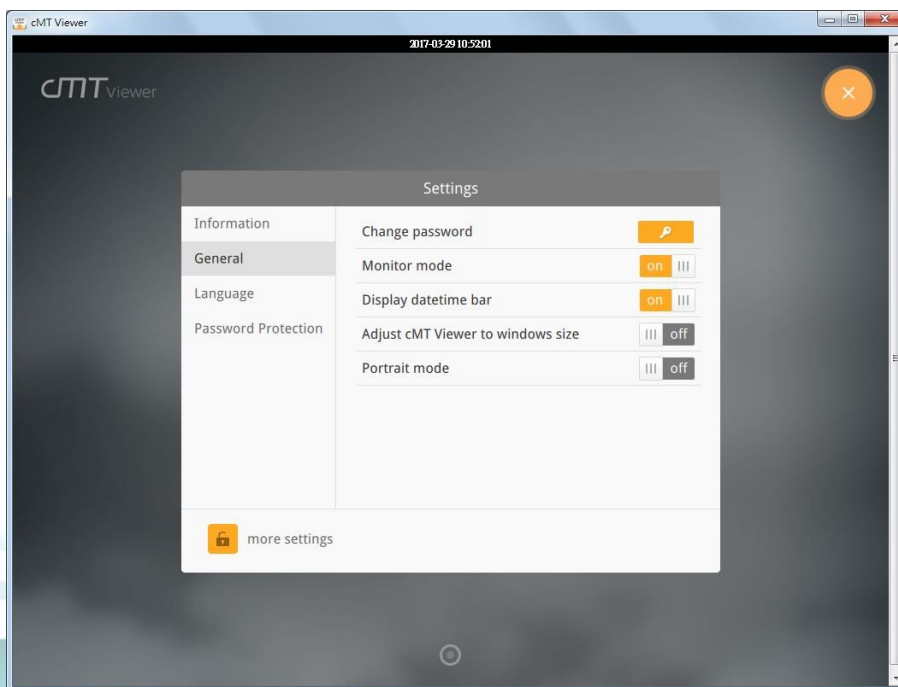 cMT Viewer
2017-03-29 10:52:01
cMT Viewer
Settings
Information
General
Language
Password Protection
Change password
Monitor mode
on
Display datetime bar
on
Adjust cMT Viewer to windows size
off
Portrait mode
off
more settings